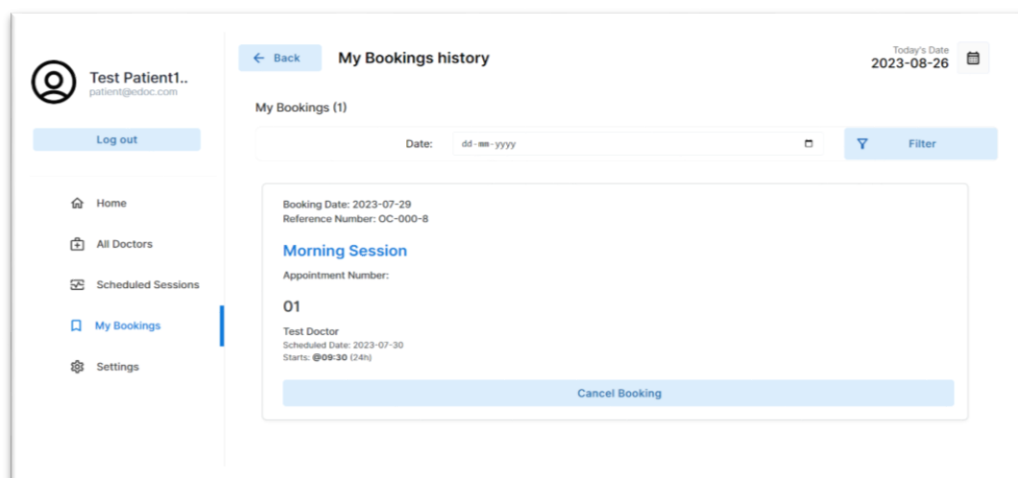 Test Patient1..
patient@edoc.com
Log out
Home
All Doctors
Scheduled Sessions
My Bookings
Settings
Back
My Bookings history
Today's Date
2023-08-26
My Bookings (1)
Date:
dd-mm-yyyy
Filter
Booking Date: 2023-07-29
Reference Number: OC-000-8
Morning Session
Appointment Number:
01
Test Doctor
Scheduled Date: 2023-07-30
Starts: @09:30 (24h)
Cancel Booking